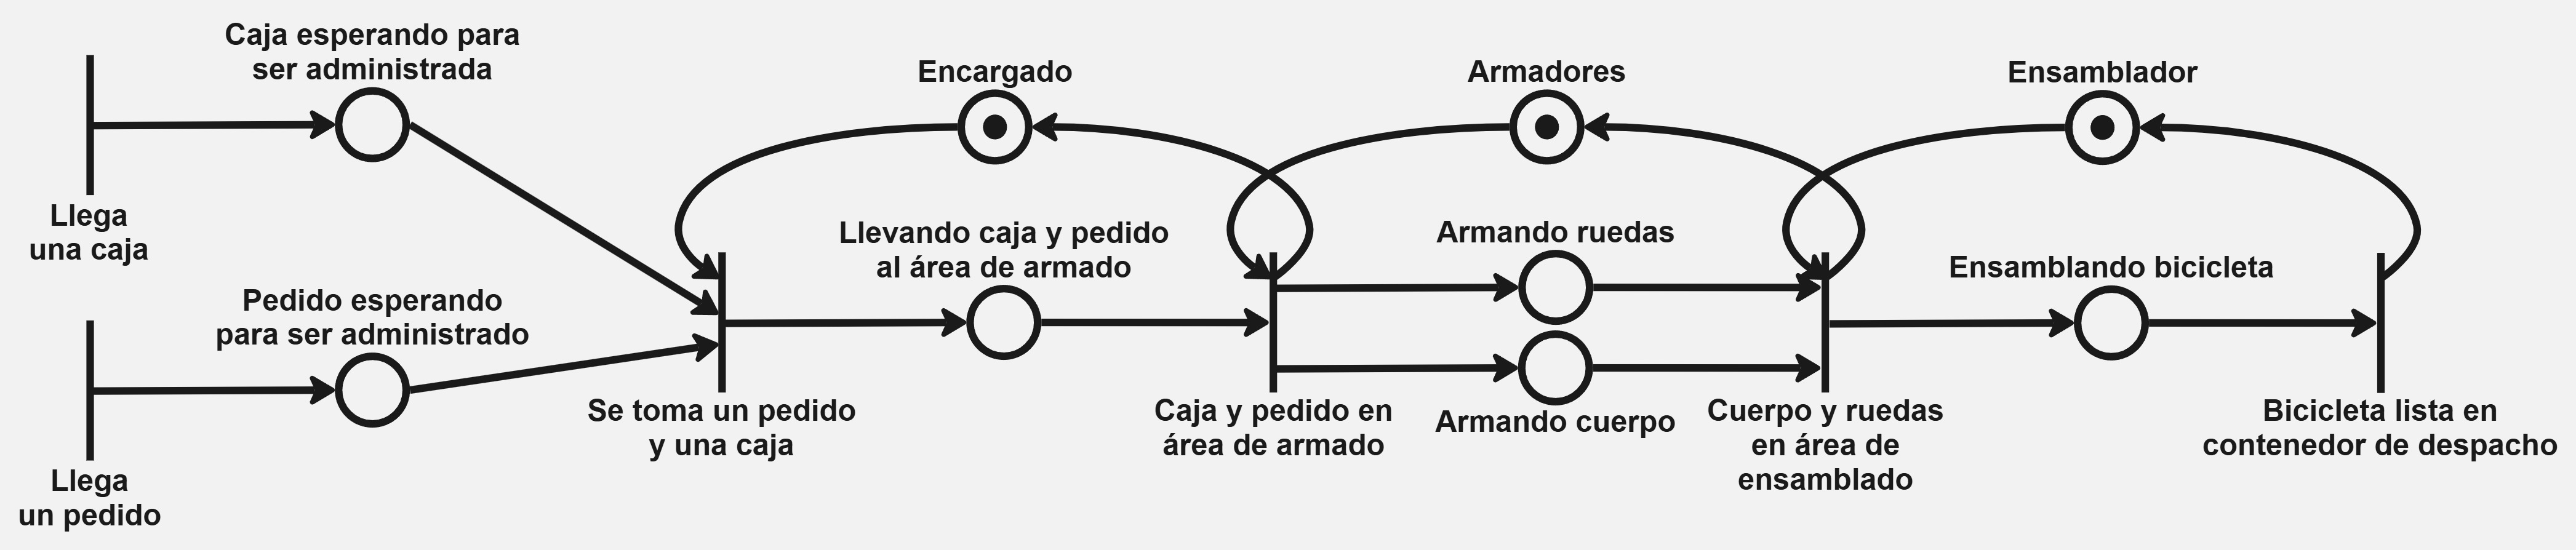 Caja esperando para
ser administrada
Llega
una caja
Pedido esperando
para ser administrado
Llega
un pedido
Encargado
Llevando caja y pedido
al área de armado
Se toma un pedido
y una caja
Armadores
Armando ruedas
Armando cuerpo
Caja y pedido en
área de armado
Ensamblador
Ensamblando bicicleta
Cuerpo y ruedas
en área de
ensamblado
Bicicleta lista en
contenedor de despacho